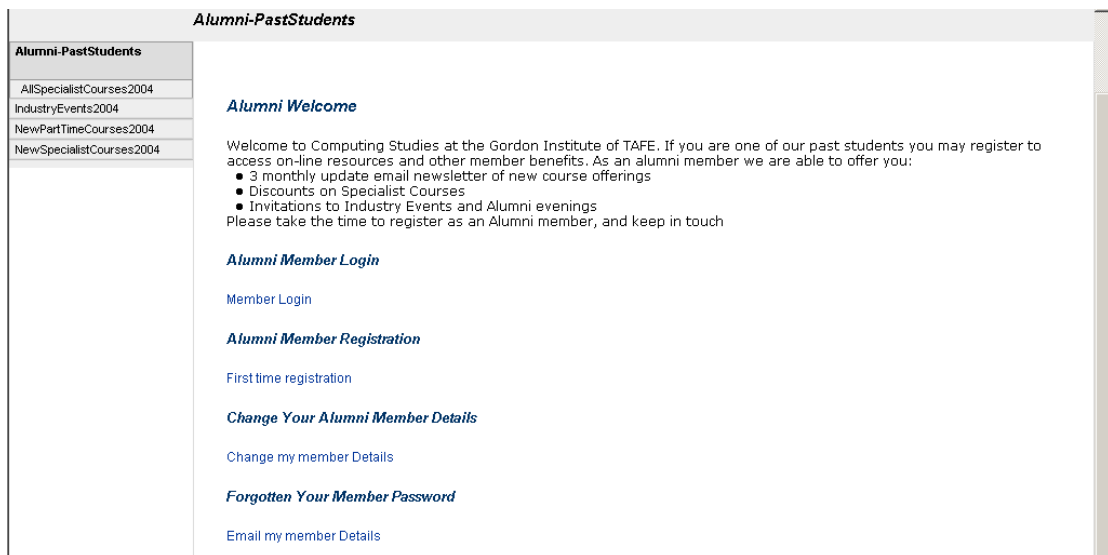 Alumni-PastStudents
Alumni-PastStudents
AllSpecialistCourses2004
IndustryEvents2004
NewPartTimeCourses2004
NewSpecialistCourses2004
Alumni Welcome
Welcome to Computing Studies at the Gordon Institute of TAFE. If you are one of our past students you may register to
access on-line resources and other member benefits. As an alumni member we are able to offer you:
● 3 monthly update email newsletter of new course offerings
● Discounts on Specialist Courses
● Invitations to Industry Events and Alumni evenings
Please take the time to register as an Alumni member, and keep in touch
Alumni Member Login
Member Login
Alumni Member Registration
First time registration
Change Your Alumni Member Details
Change my member Details
Forgotten Your Member Password
Email my member Details